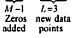 M−1 L=3
Zeros new data
added points